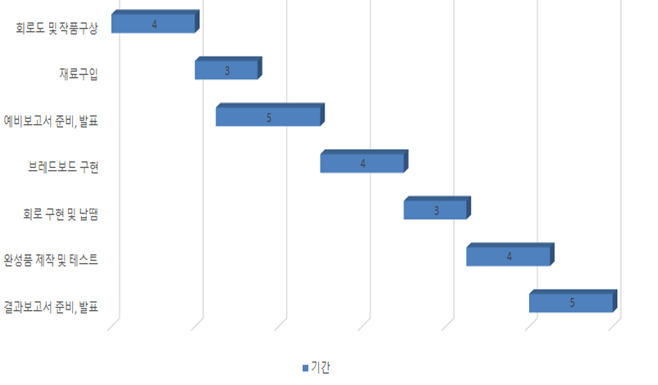 회로도 및 작품구상
4
재료구입
3
예비보고서 준비, 발표
5
브레드보드 구현
4
회로 구현 및 납땜
3
완성품 제작 및 테스트
4
결과보고서 준비, 발표
5
기간